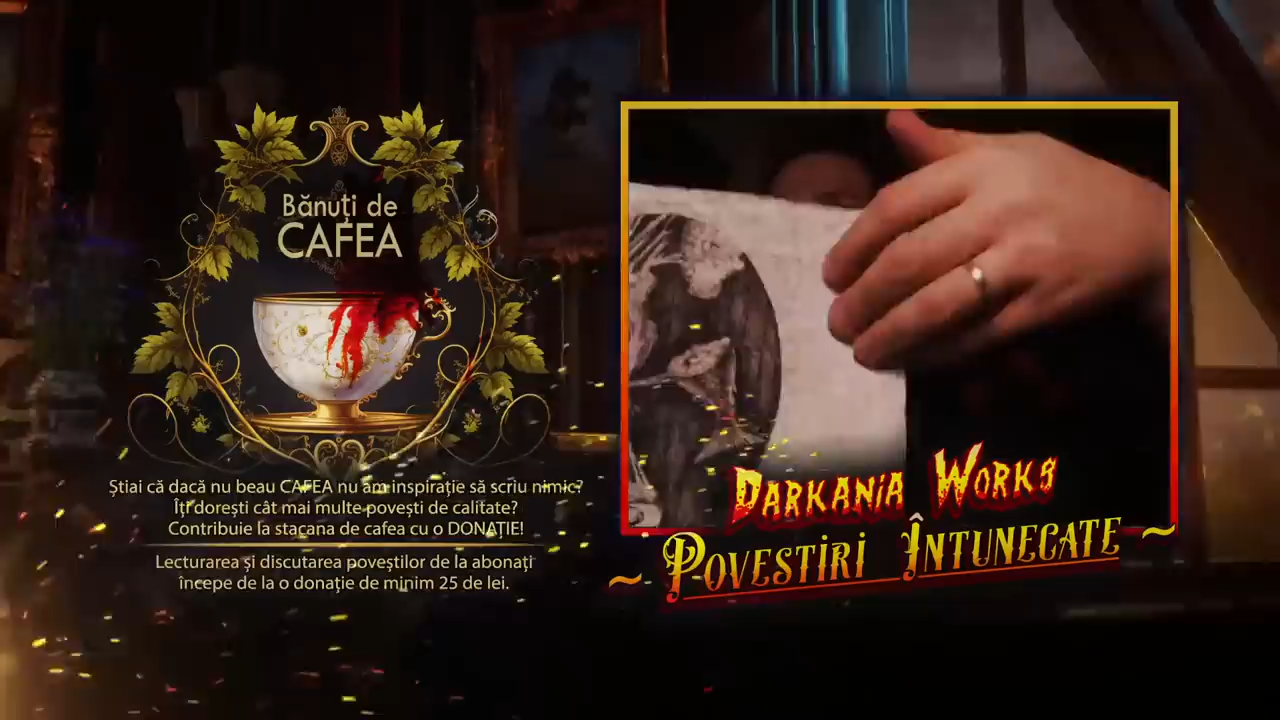 Bănuți de
CAFEA
Știai că dacă nu beau CAFEA nu am inspirație să scriu nimic?
Îți dorești cât mai multe povești de calitate?
Contribuie la stacana de cafea cu o DONAȚIE!
Lecturarea și discutarea poveștilor de la abonați
începe de la o donație de minim 25 de lei.
DARKANiA WORKS
~ POVESTiRi ÎNTUNECATE ~